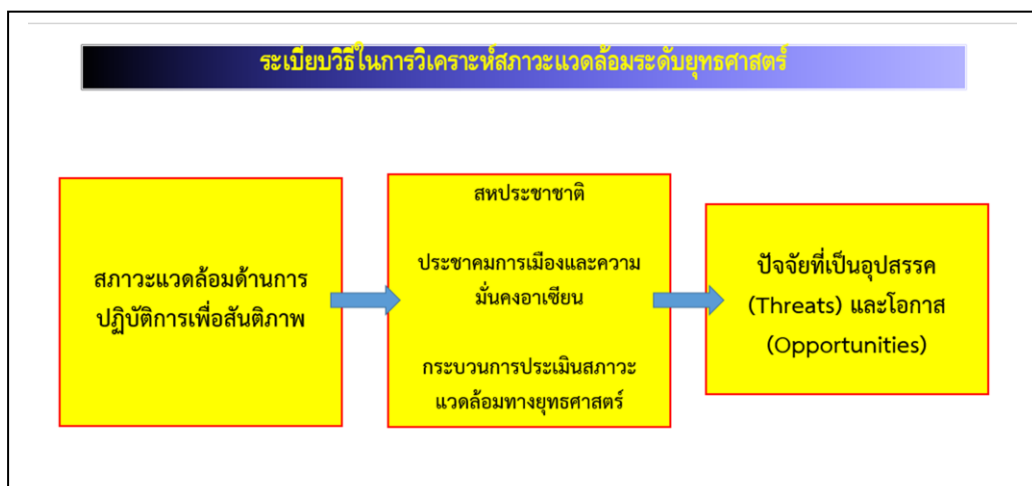 ระเบียบวิธีในการวิเคราะห์สภาวะแวดล้อมระดับยุทธศาสตร์
สภาวะแวดล้อมด้านการ
ปฏิบัติการเพื่อสันติภาพ
สหประชาชาติ
ประชาคมการเมืองและความ
มั่นคงอาเซียน
กระบวนการประเมินสภาวะ
แวดล้อมทางยุทธศาสตร์
ปัจจัยที่เป็นอุปสรรค
(Threats) และโอกาส
(Opportunities)